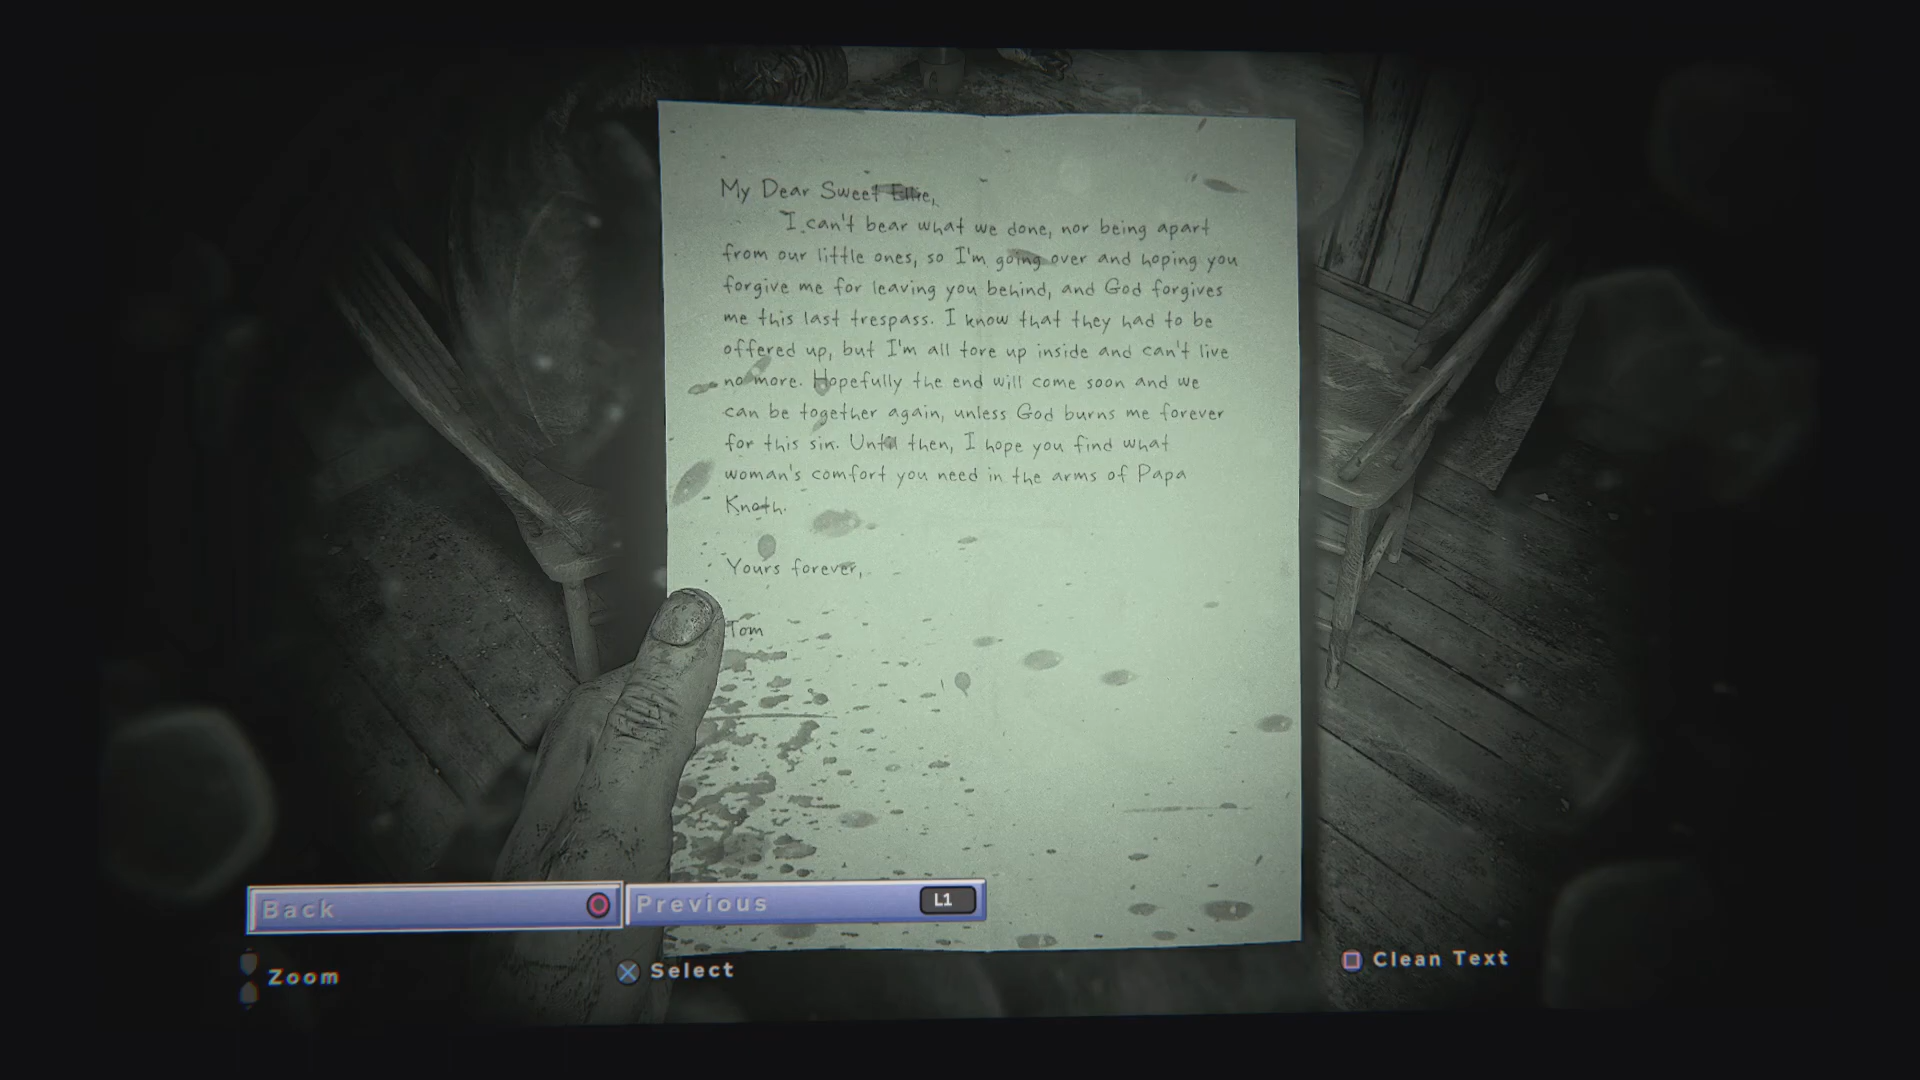 My Dear Sweet Ellie,
I can't bear what we done, nor being apart
from our little ones, so I'm going over and hoping you
forgive me for leaving you behind, and God forgives
me this last trespass. I know that they had to be
offered up, but I'm all tore up inside and can't live
no more. Hopefully the end will come soon and we
can be together again, unless God burns me forever
for this sin. Until then, I hope you find what
woman's comfort you need in the arms of Papa
Knoth.
Yours forever,
Tom
Back
Previous L1
Zoom
Select
Clean Text